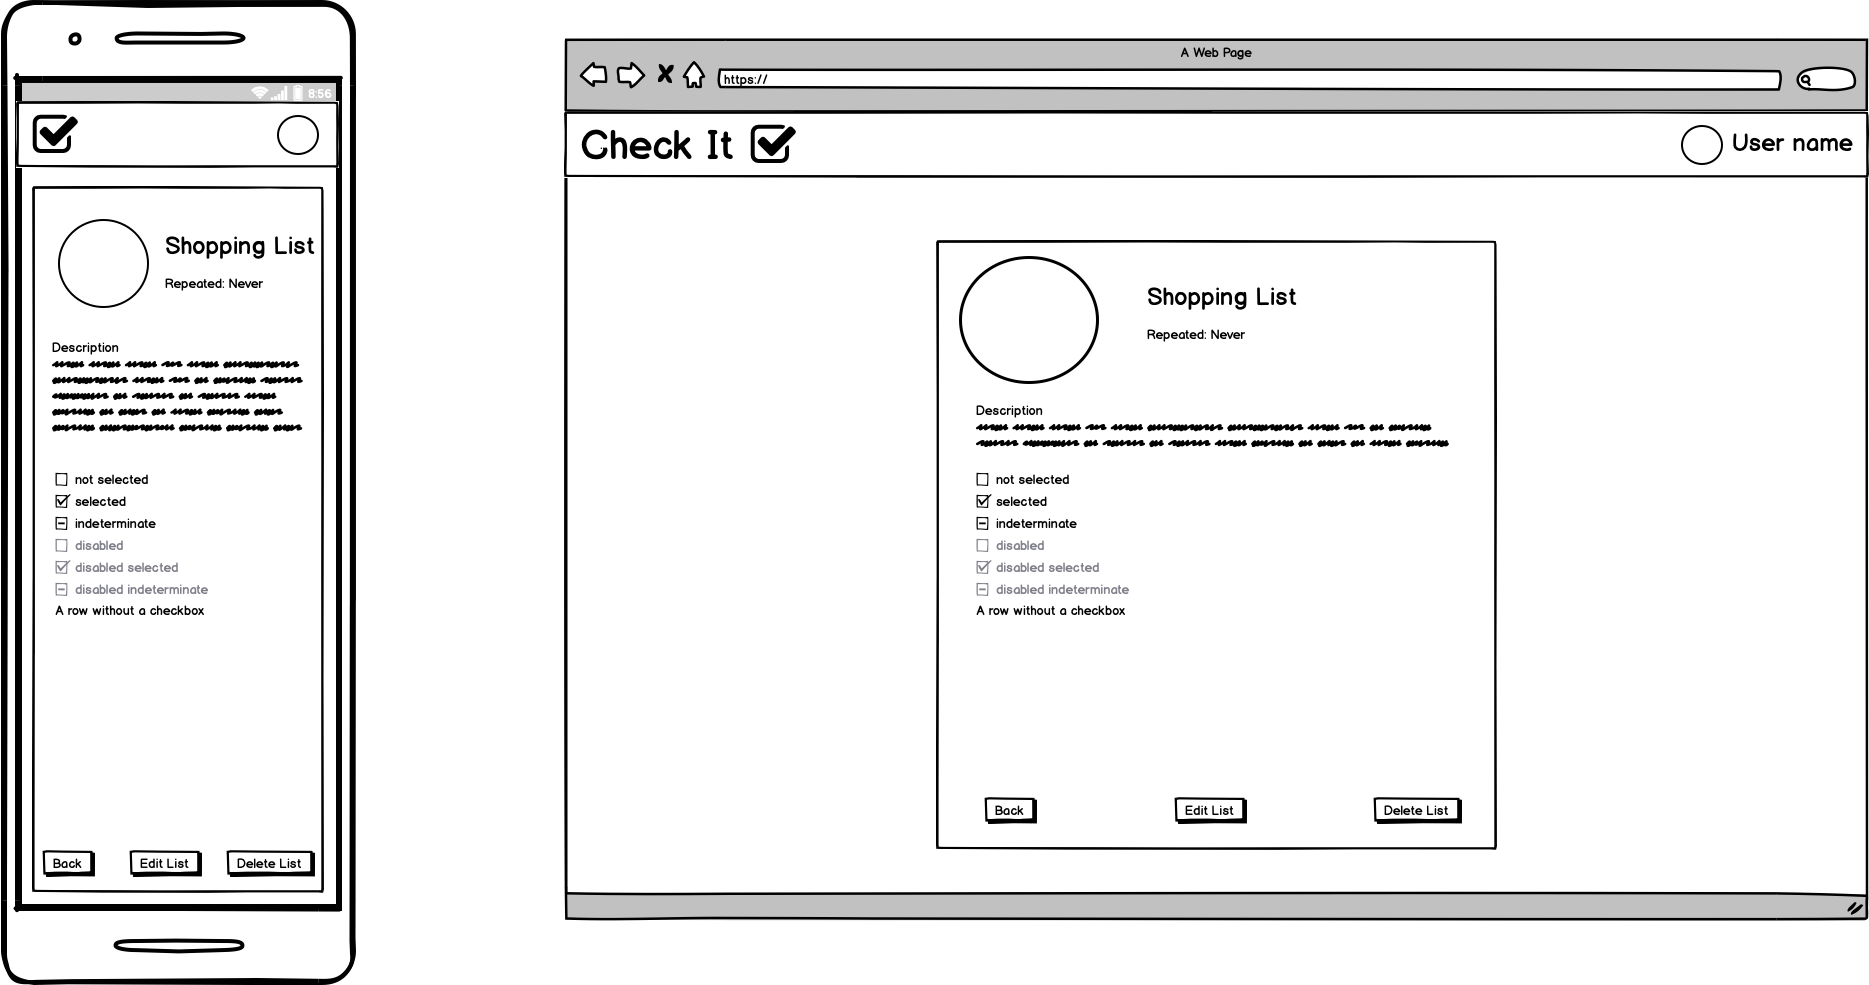 8:56
Shopping List
Repeated: Never
Description
not selected
selected
indeterminate
disabled
disabled selected
disabled indeterminate
A row without a checkbox
Back
Edit List
Delete List
A Web Page
https://
Check It
User name
Shopping List
Repeated: Never
Description
not selected
selected
indeterminate
disabled
disabled selected
disabled indeterminate
A row without a checkbox
Back
Edit List
Delete List